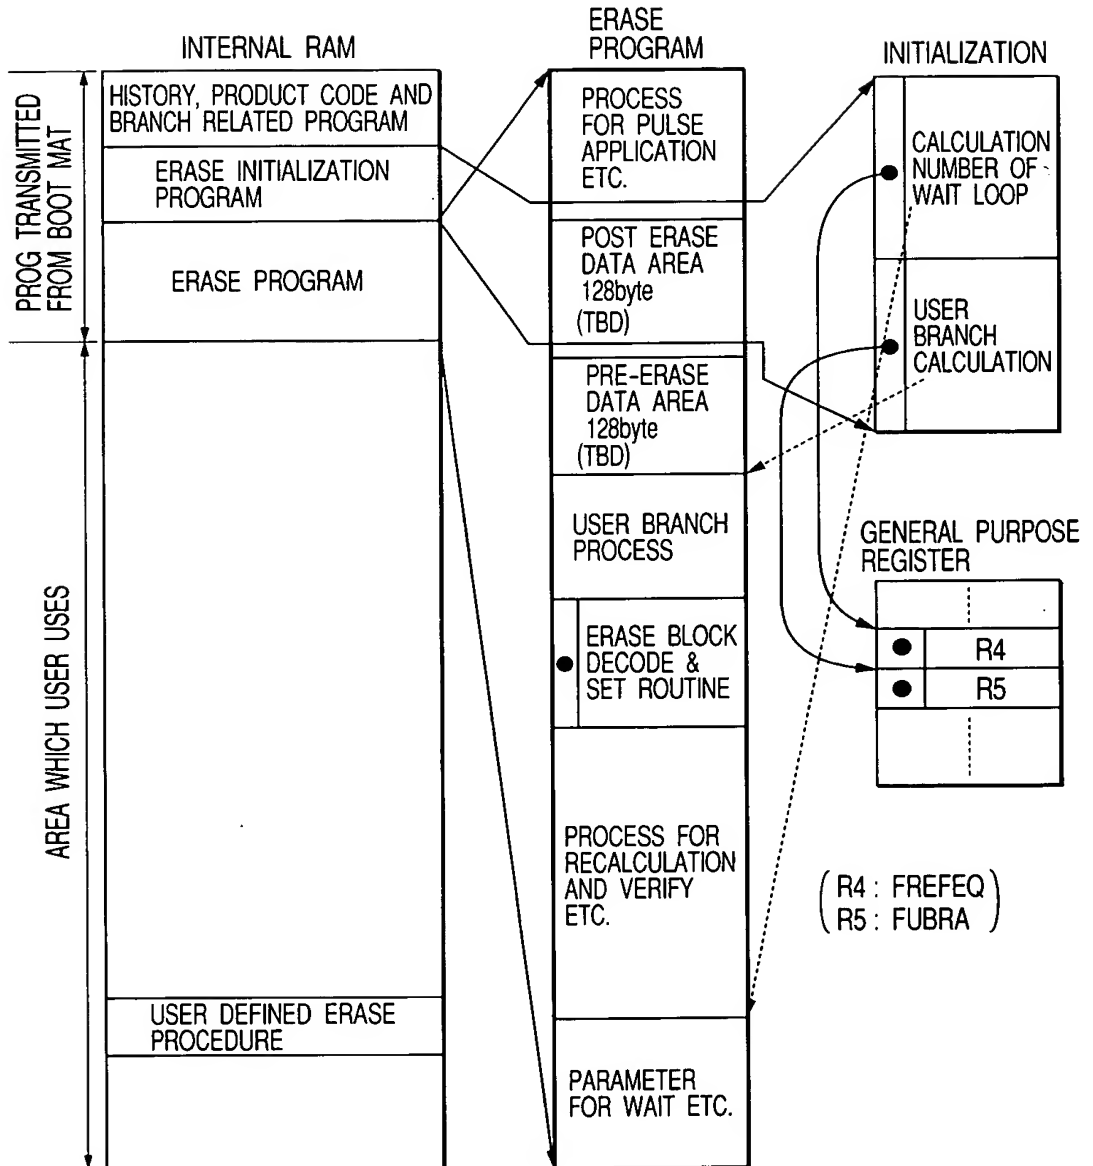 INTERNAL RAM
PROG TRANSMITTED
FROM BOOT MAT
HISTORY, PRODUCT CODE AND
BRANCH RELATED PROGRAM
ERASE INITIALIZATION
PROGRAM
ERASE PROGRAM
AREA WHICH USER USES
USER DEFINED ERASE
PROCEDURE
ERASE
PROGRAM
PROCESS
FOR PULSE
APPLICATION
ETC.
POST ERASE
DATA AREA
128byte
(TBD)
PRE-ERASE
DATA AREA
128byte
(TBD)
USER BRANCH
PROCESS
ERASE BLOCK
DECODE &
SET ROUTINE
PROCESS FOR
RECALCULATION
AND VERIFY
ETC.
PARAMETER
FOR WAIT ETC.
INITIALIZATION
CALCULATION
NUMBER OF
WAIT LOOP
USER
BRANCH
CALCULATION
GENERAL PURPOSE
REGISTER
R4
R5
(R4 : FREFEQ
R5 : FUBRA)